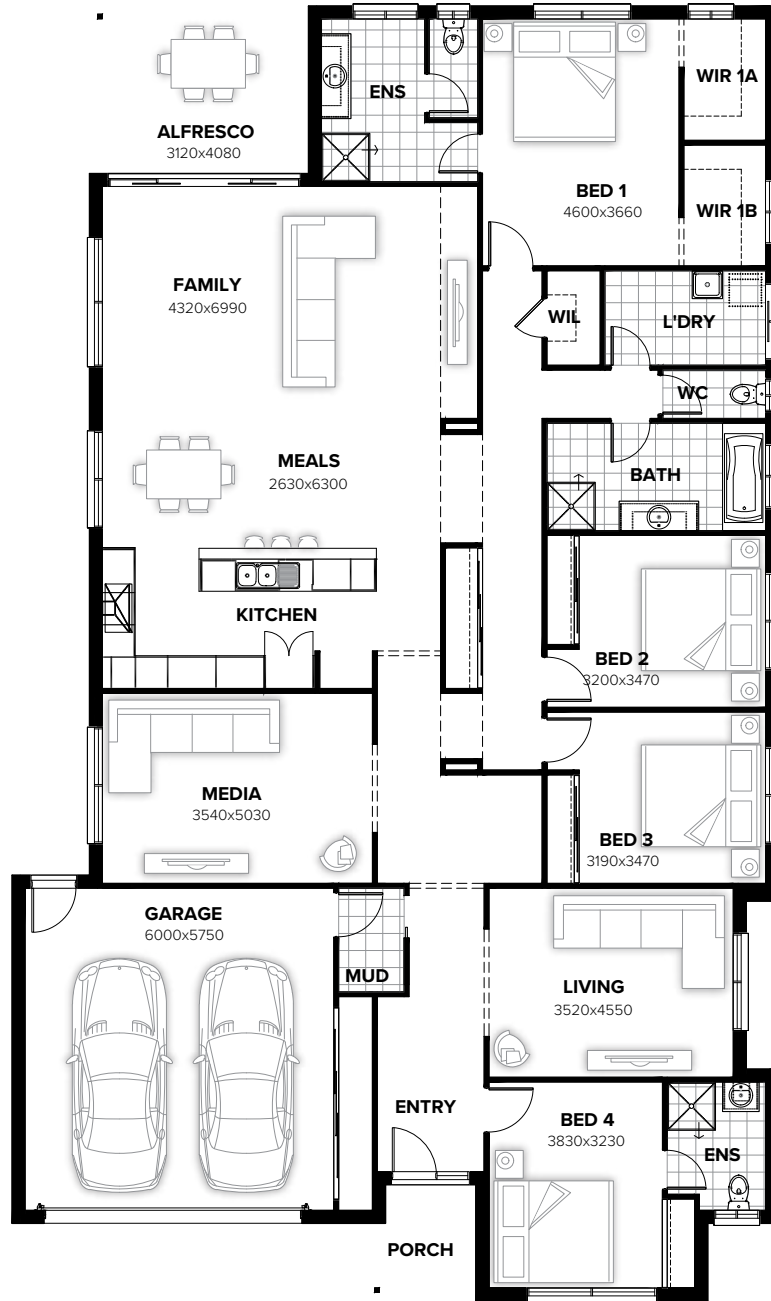 ENS
WIR 1A
ALFRESCO
3120x4080
BED 1
4600x3660
WIR 1B
FAMILY
4320x6990
WIL
L'DRY
WC
MEALS
2630x6300
BATH
KITCHEN
BED 2
3200x3470
MEDIA
3540x5030
BED 3
3190x3470
GARAGE
6000x5750
MUD
LIVING
3520x4550
ENTRY
BED 4
3830x3230
ENS
PORCH